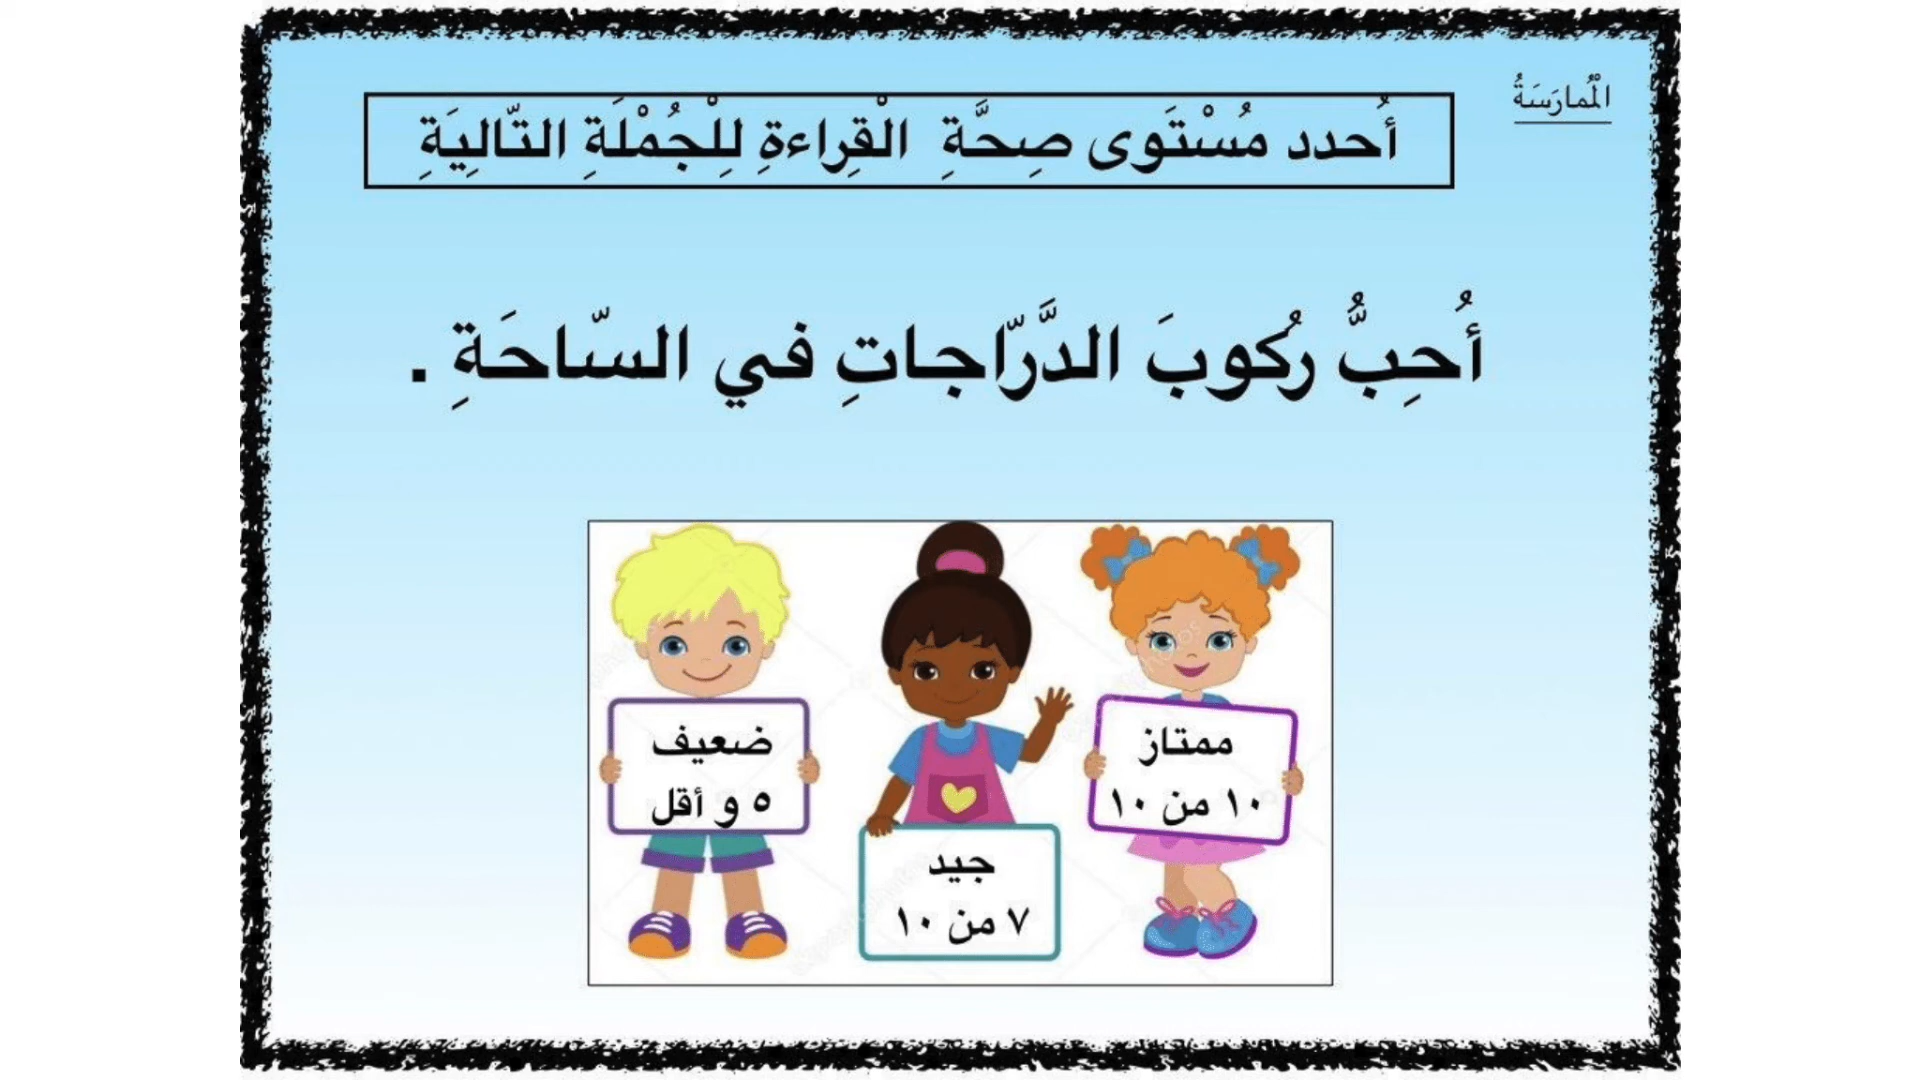 الْمُمارَسَةُ
أُحدد مُسْتَوى صِحَّةِ الْقِراءةِ لِلْجُمْلَةِ التّالِيَةِ
أُحِبُّ رُكوبَ الدَّرّاجاتِ في السّاحَةِ .
ممتاز
١٠ من ١٠
جيد
٧ من ١٠
ضعيف
٥ و أقل